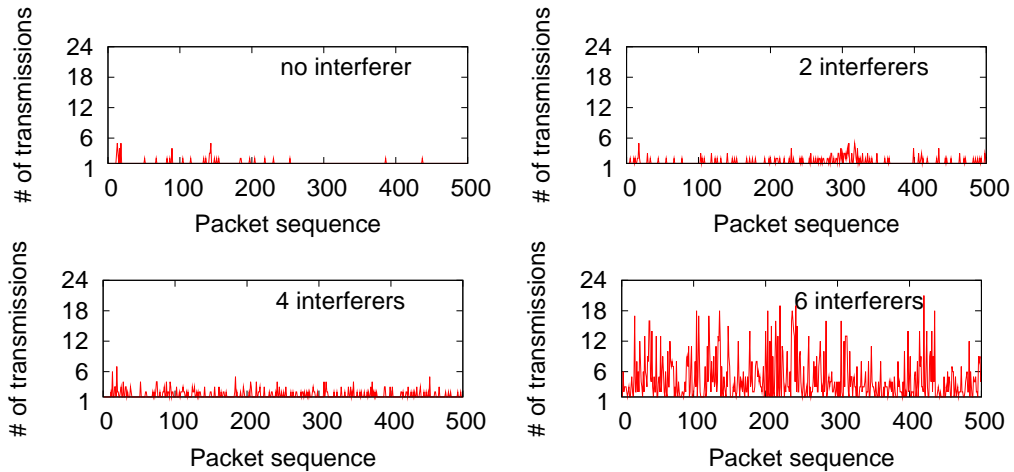 # of transmissions
24
18
12
6
1
no interferer
0 100 200 300 400 500
Packet sequence
# of transmissions
24
18
12
6
1
2 interferers
0 100 200 300 400 500
Packet sequence
# of transmissions
24
18
12
6
1
4 interferers
0 100 200 300 400 500
Packet sequence
# of transmissions
24
18
12
6
1
6 interferers
0 100 200 300 400 500
Packet sequence